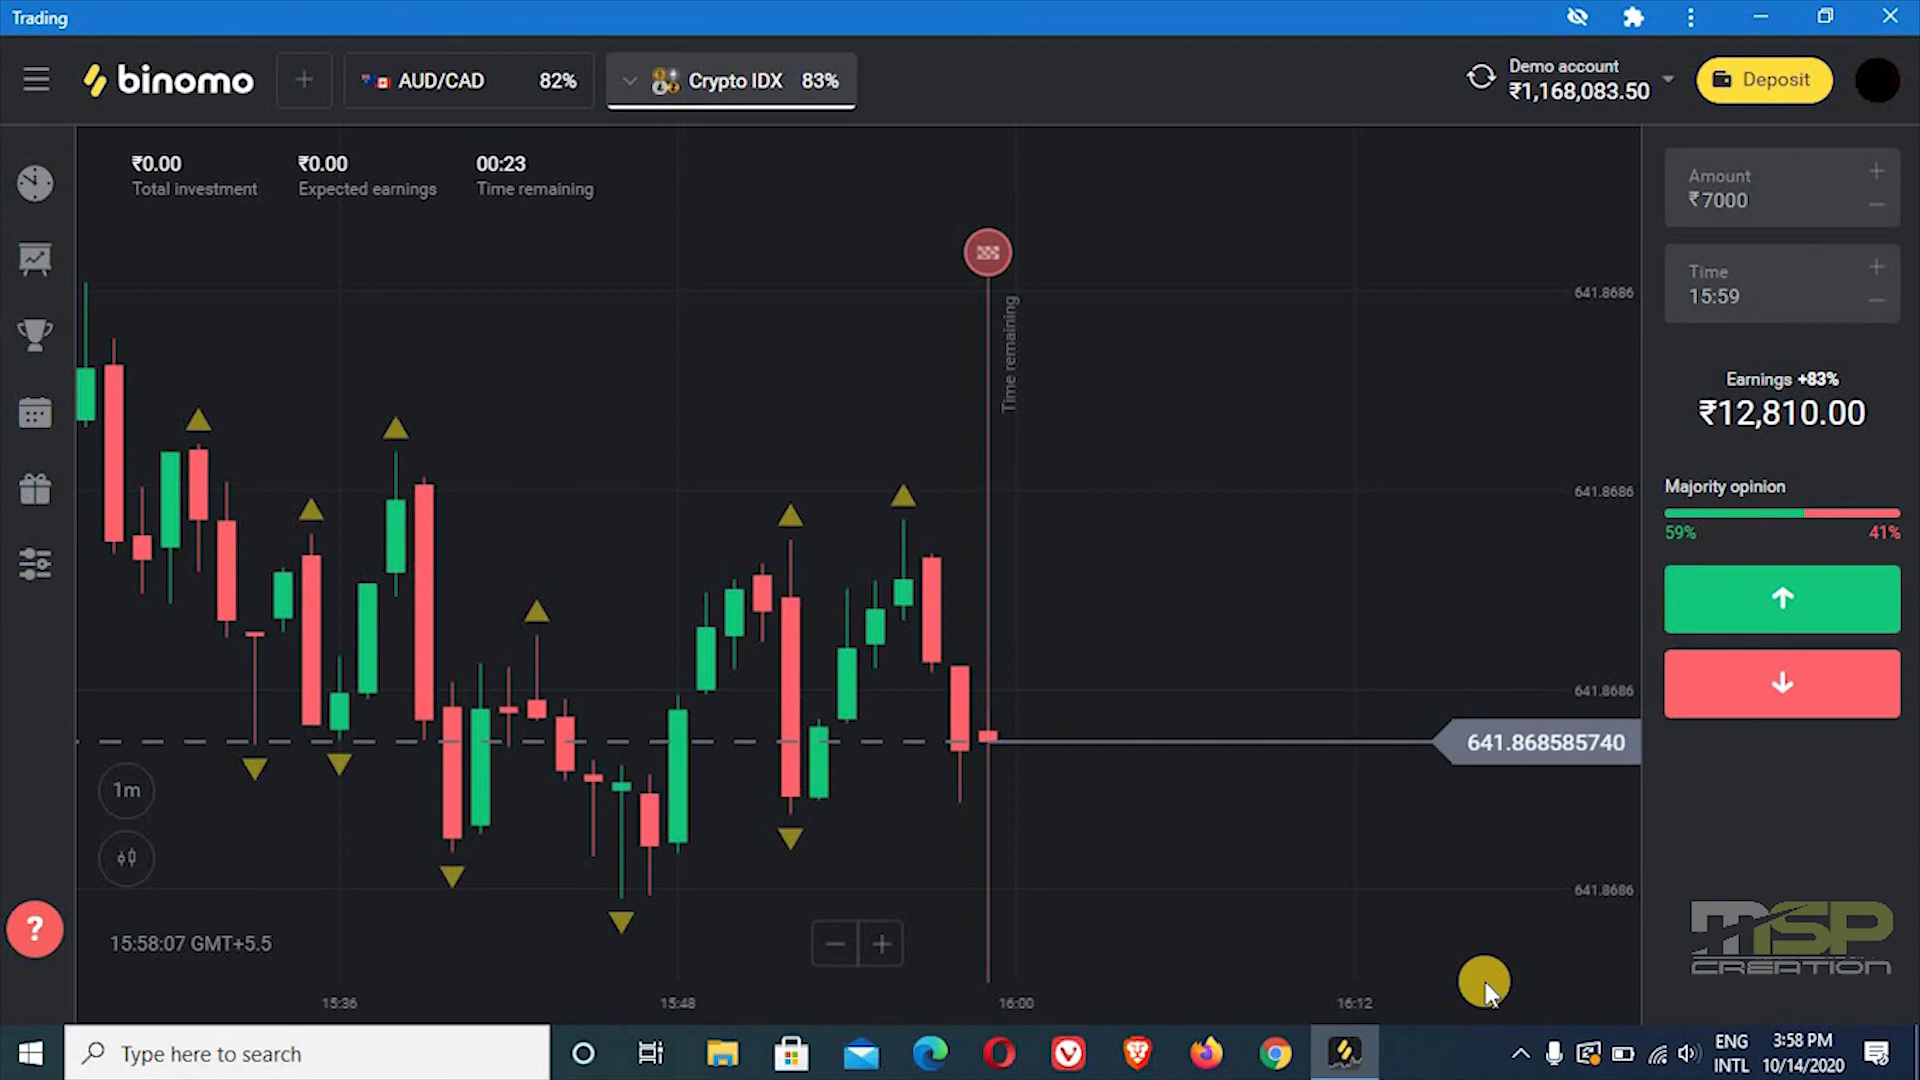 Trading
binomo
AUD/CAD 82%
Crypto IDX 83%
Demo account
₹1,168,083.50
Deposit
₹0.00
Total investment
₹0.00
Expected earnings
00:23
Time remaining
Amount
₹7000
Time
15:59
Earnings +83%
₹12,810.00
Majority opinion
59% 41%
Time remaining
641.8686
641.8686
641.8686
641.868585740
641.8686
1m
?
15:58:07 GMT+5.5
15:36 15:48 16:00 16:12
MSP
CREATION
Type here to search
ENG
INTL
3:58 PM
10/14/2020